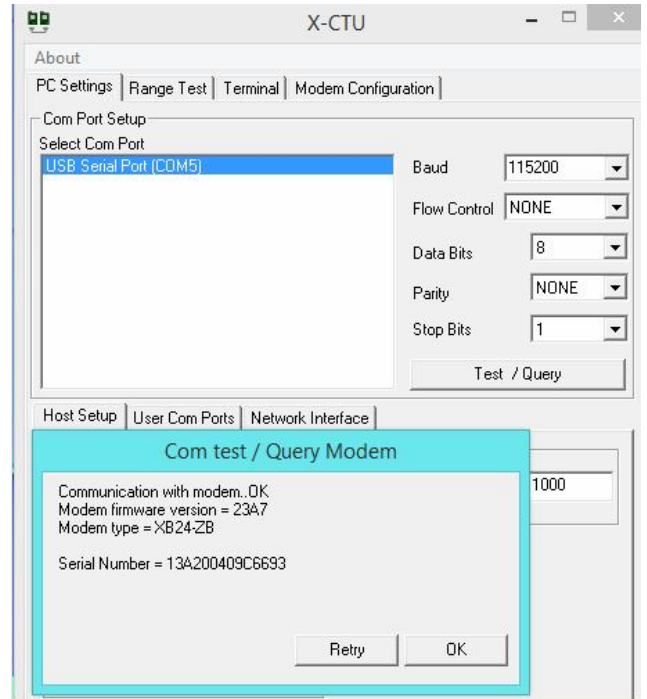 X-CTU
About
PC Settings Range Test Terminal Modem Configuration
Com Port Setup
Select Com Port
USB Serial Port (COM5)
Baud 115200
Flow Control NONE
Data Bits 8
Parity NONE
Stop Bits 1
Test / Query
Host Setup User Com Ports Network Interface
Com test / Query Modem
1000
Communication with modem..OK
Modem firmware version = 23A7
Modem type = XB24-ZB
Serial Number = 13A200409C6693
Retry OK